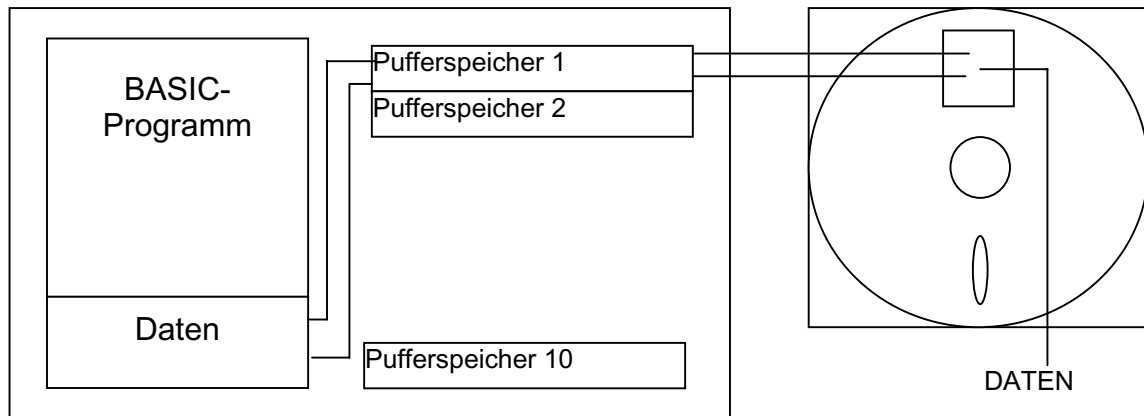 BASIC-
Programm
Daten
Pufferspeicher 1
Pufferspeicher 2
Pufferspeicher 10
DATEN